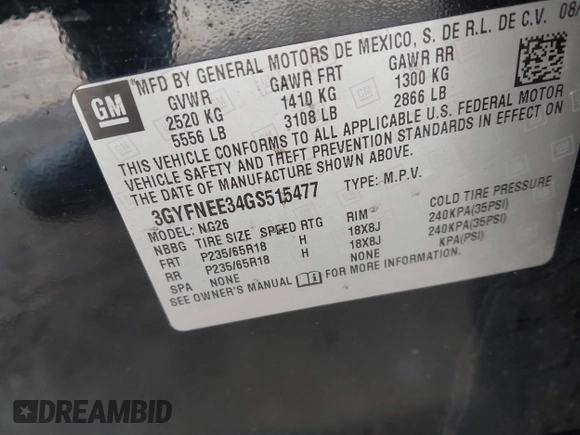 MFD BY GENERAL MOTORS DE MEXICO, S. DE R.L. DE C.V. 08/
GM
GVWR GAWR FRT GAWR RR
2520 KG 1410 KG 1300 KG
5556 LB 3108 LB 2866 LB
THIS VEHICLE CONFORMS TO ALL APPLICABLE U.S. FEDERAL MOTOR
VEHICLE SAFETY AND THEFT PREVENTION STANDARDS IN EFFECT ON
THE DATE OF MANUFACTURE SHOWN ABOVE.
3GYFNEE34GS515477 TYPE: M.P.V.
MODEL: NG26
NBBG TIRE SIZE SPEED RTG RIM COLD TIRE PRESSURE
FRT P235/65R18 H 18X8J 240KPA(35PSI)
RR P235/65R18 H 18X8J 240KPA(35PSI)
SPA NONE NONE KPA(PSI)
SEE OWNER'S MANUAL FOR MORE INFORMATION.
DREAMBID